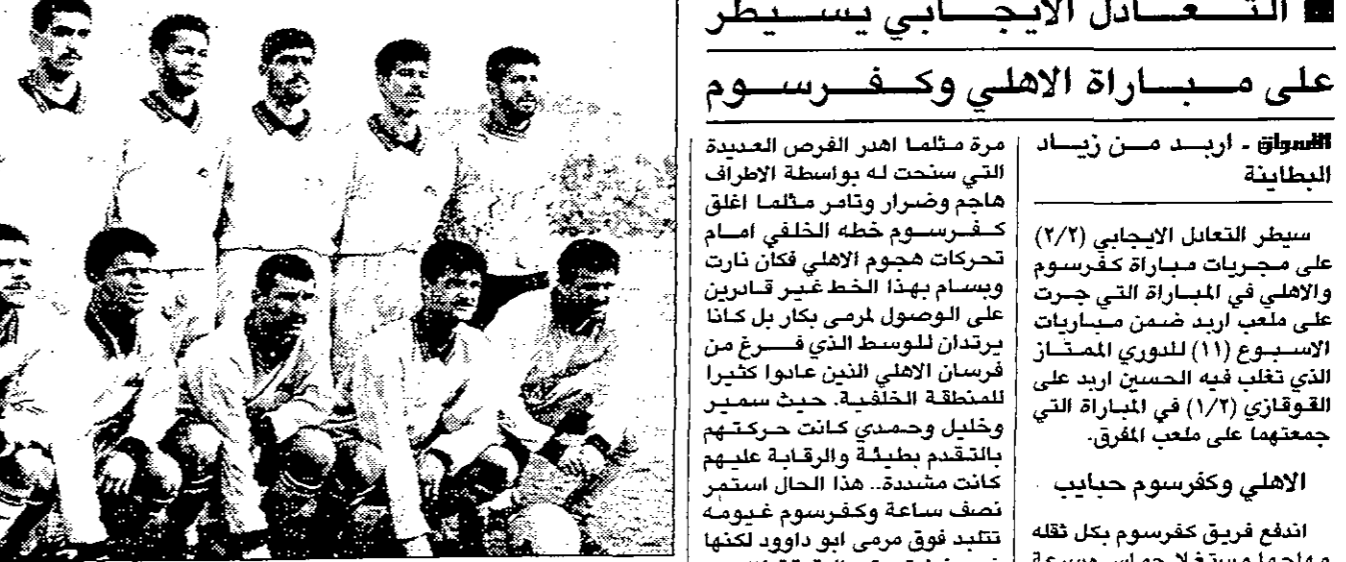 التعادل الايجابي يسيطر
على مباراة الاهلي وكفرسوم
الاسواق - اربد من زياد
البطاينة
سيطر التعادل الايجابي (٢/٢)
على مجريات مباراة كفرسوم
والاهلي في المباراة التي جرت
على ملعب اربد ضمن مباريات
الاسبوع (١١) للدوري الممتاز
الذي تغلب فيه الحسين اربد على
القوقازي (١/٢) في المباراة التي
جمعتهما على ملعب المفرق.
الاهلي وكفرسوم حبايب
اندفع فريق كفرسوم بكل ثقله
مهاجما مستغلا حماس وسرعة
مرة مثلما اهدر الفرص العديدة
التي سنحت له بواسطة الاطراف
هاجم وضرار وتامر مثلما اغلق
كفرسوم خطه الخلفي امام
تحركات هجوم الاهلي فكان نارت
وبسام بهذا الخط غير قادرين
على الوصول لمرمى بكار بل كانا
يرتدان للوسط الذي فرغ من
فرسان الاهلي الذين عادوا كثيرا
للمنطقة الخلفية. حيث سمير
وخليل وحمدي كانت حركتهم
بالتقدم بطيئة والرقابة عليهم
كانت مشددة.. هذا الحال استمر
نصف ساعة وكفرسوم غيومه
تتلبد فوق مرمى ابو داوود لكنها